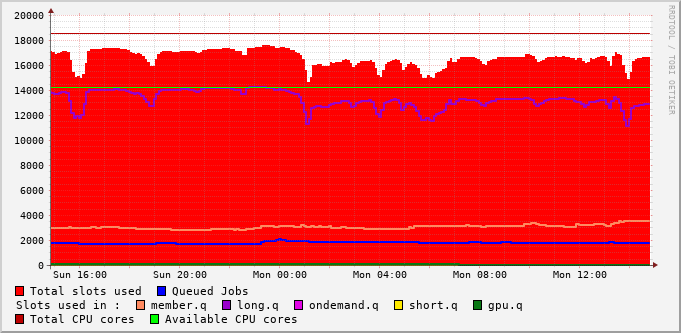 20000
18000
16000
14000
12000
10000
8000
6000
4000
2000
0
Sun 16:00 Sun 20:00 Mon 00:00 Mon 04:00 Mon 08:00 Mon 12:00
RRDTOOL / TOBI OETIKER
Total slots used Queued Jobs
Slots used in : member.q long.q ondemand.q short.q gpu.q
Total CPU cores Available CPU cores